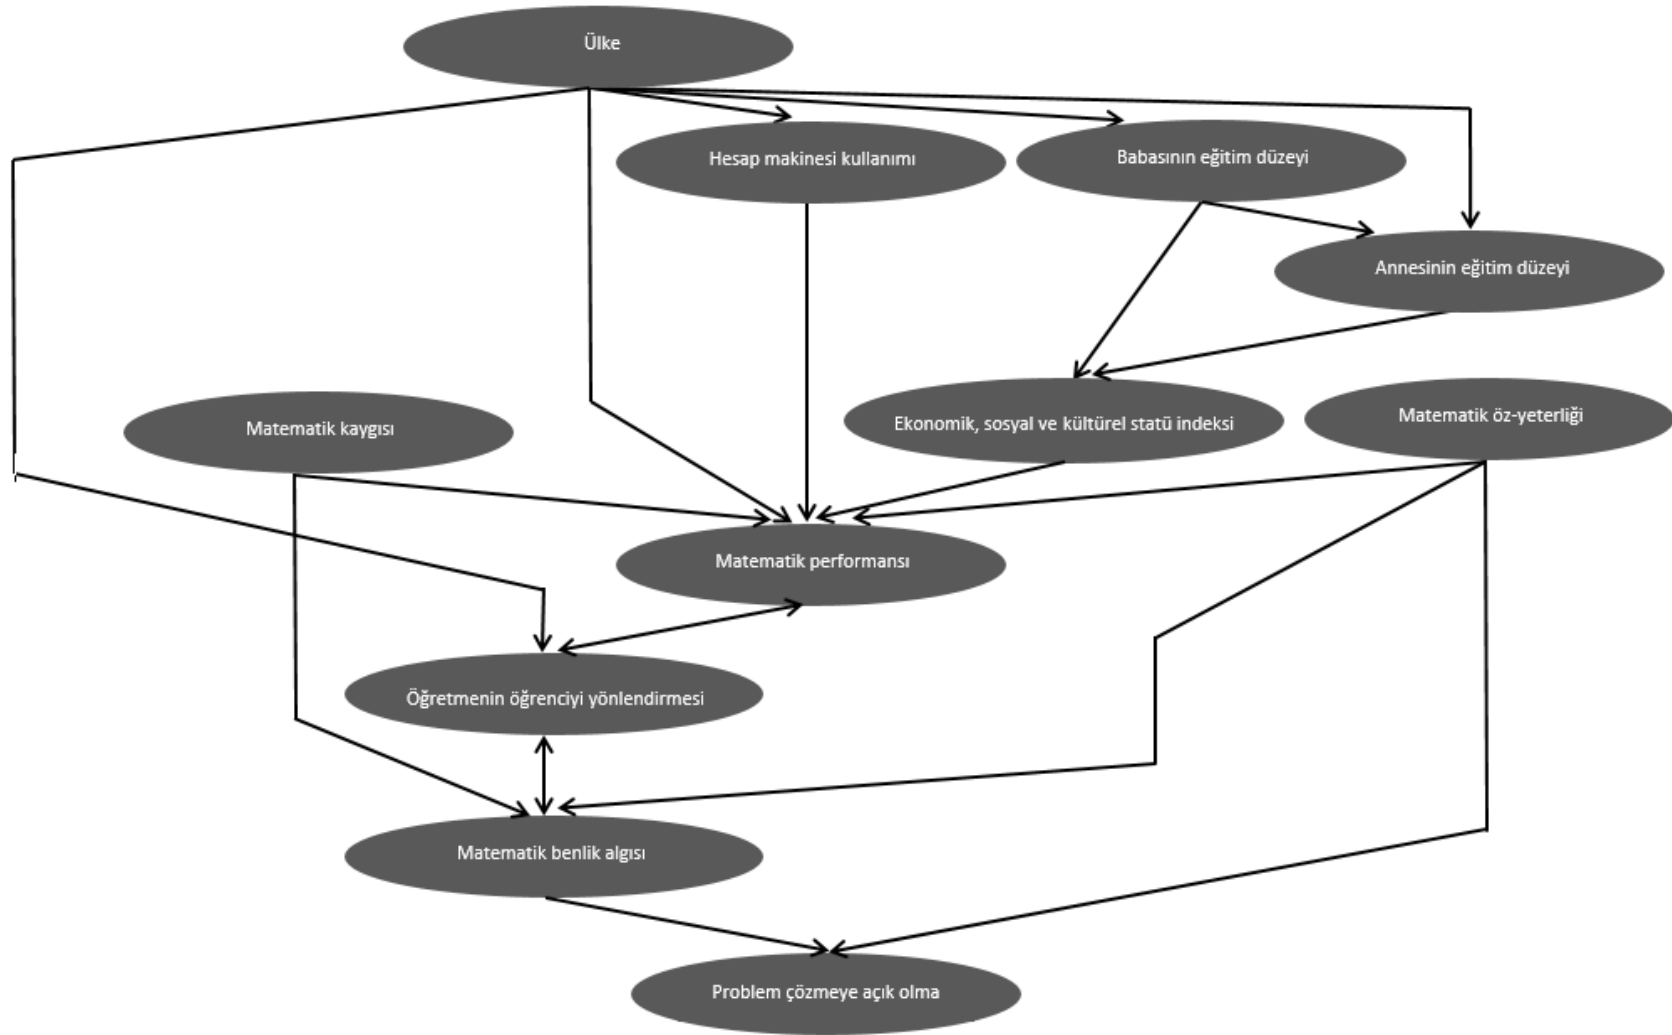 Ülke
Hesap makinesi kullanımı
Babasının eğitim düzeyi
Annesinin eğitim düzeyi
Matematik kaygısı
Ekonomik, sosyal ve kültürel statü indeksi
Matematik öz-yeterliği
Matematik performansı
Öğretmenin öğrenciyi yönlendirmesi
Matematik benlik algısı
Problem çözmeye açık olma